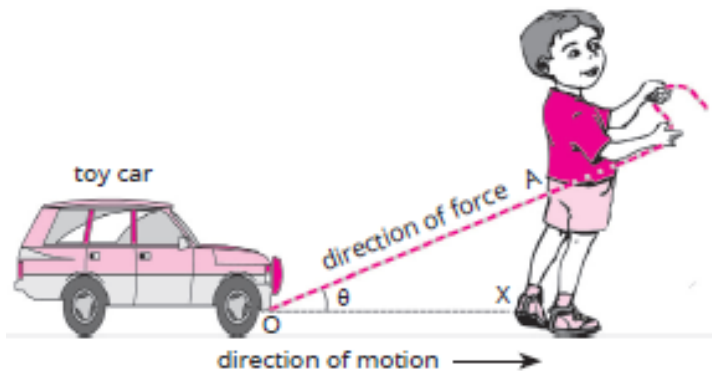 toy car
A
direction of force
θ
X
O
direction of motion